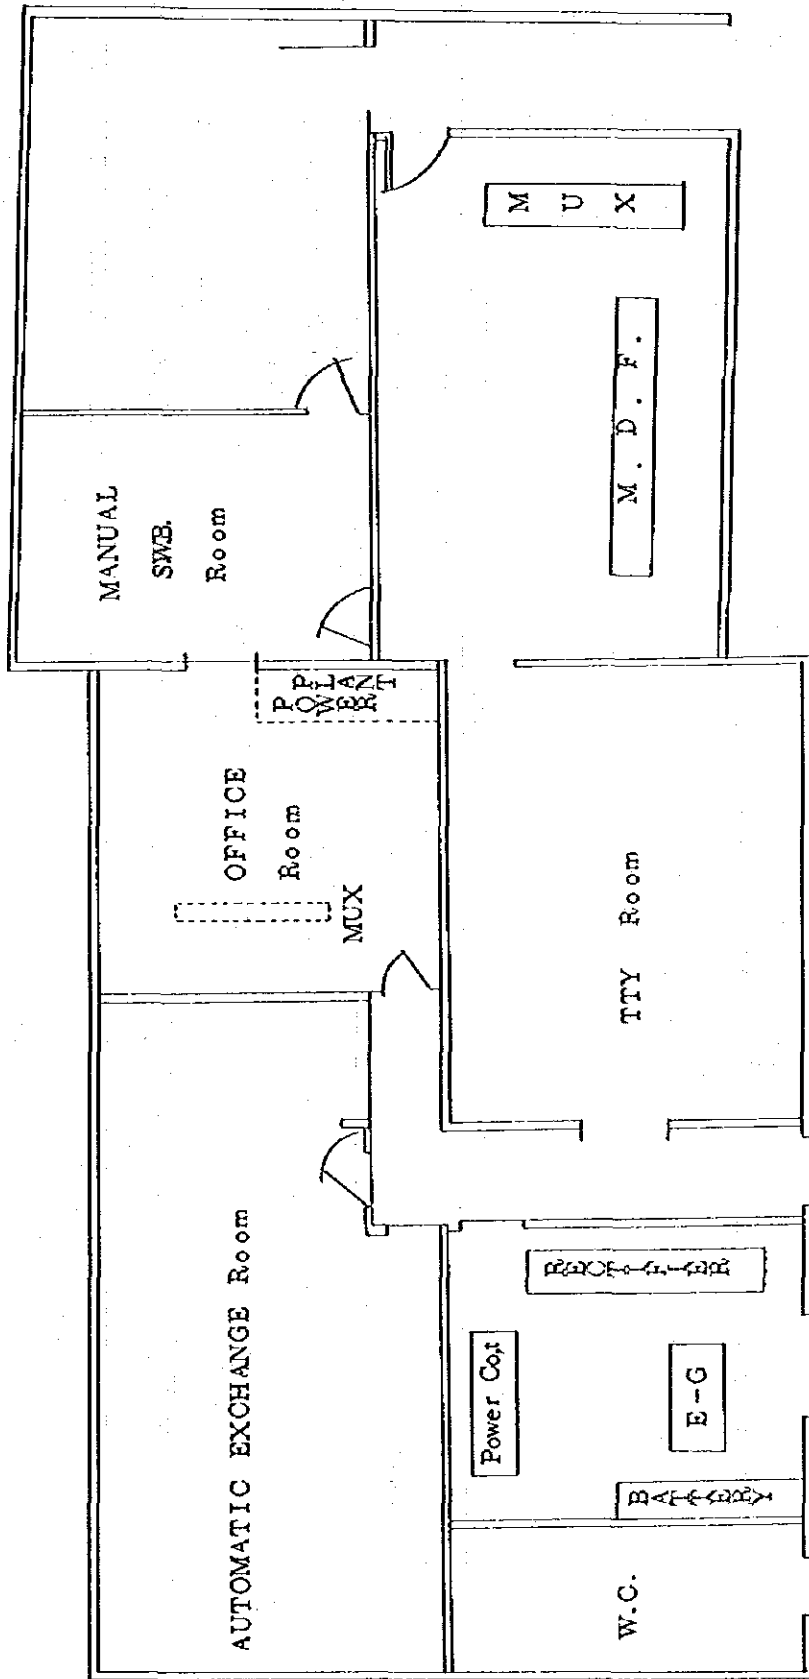 MANUAL
SWB.
Room
M U X
M. D. F.
POWER
PLANT
OFFICE
Room
MUX
TTY Room
AUTOMATIC EXCHANGE Room
RECTIFIER
Power Co,t
E-G
BATTERY
W.C.